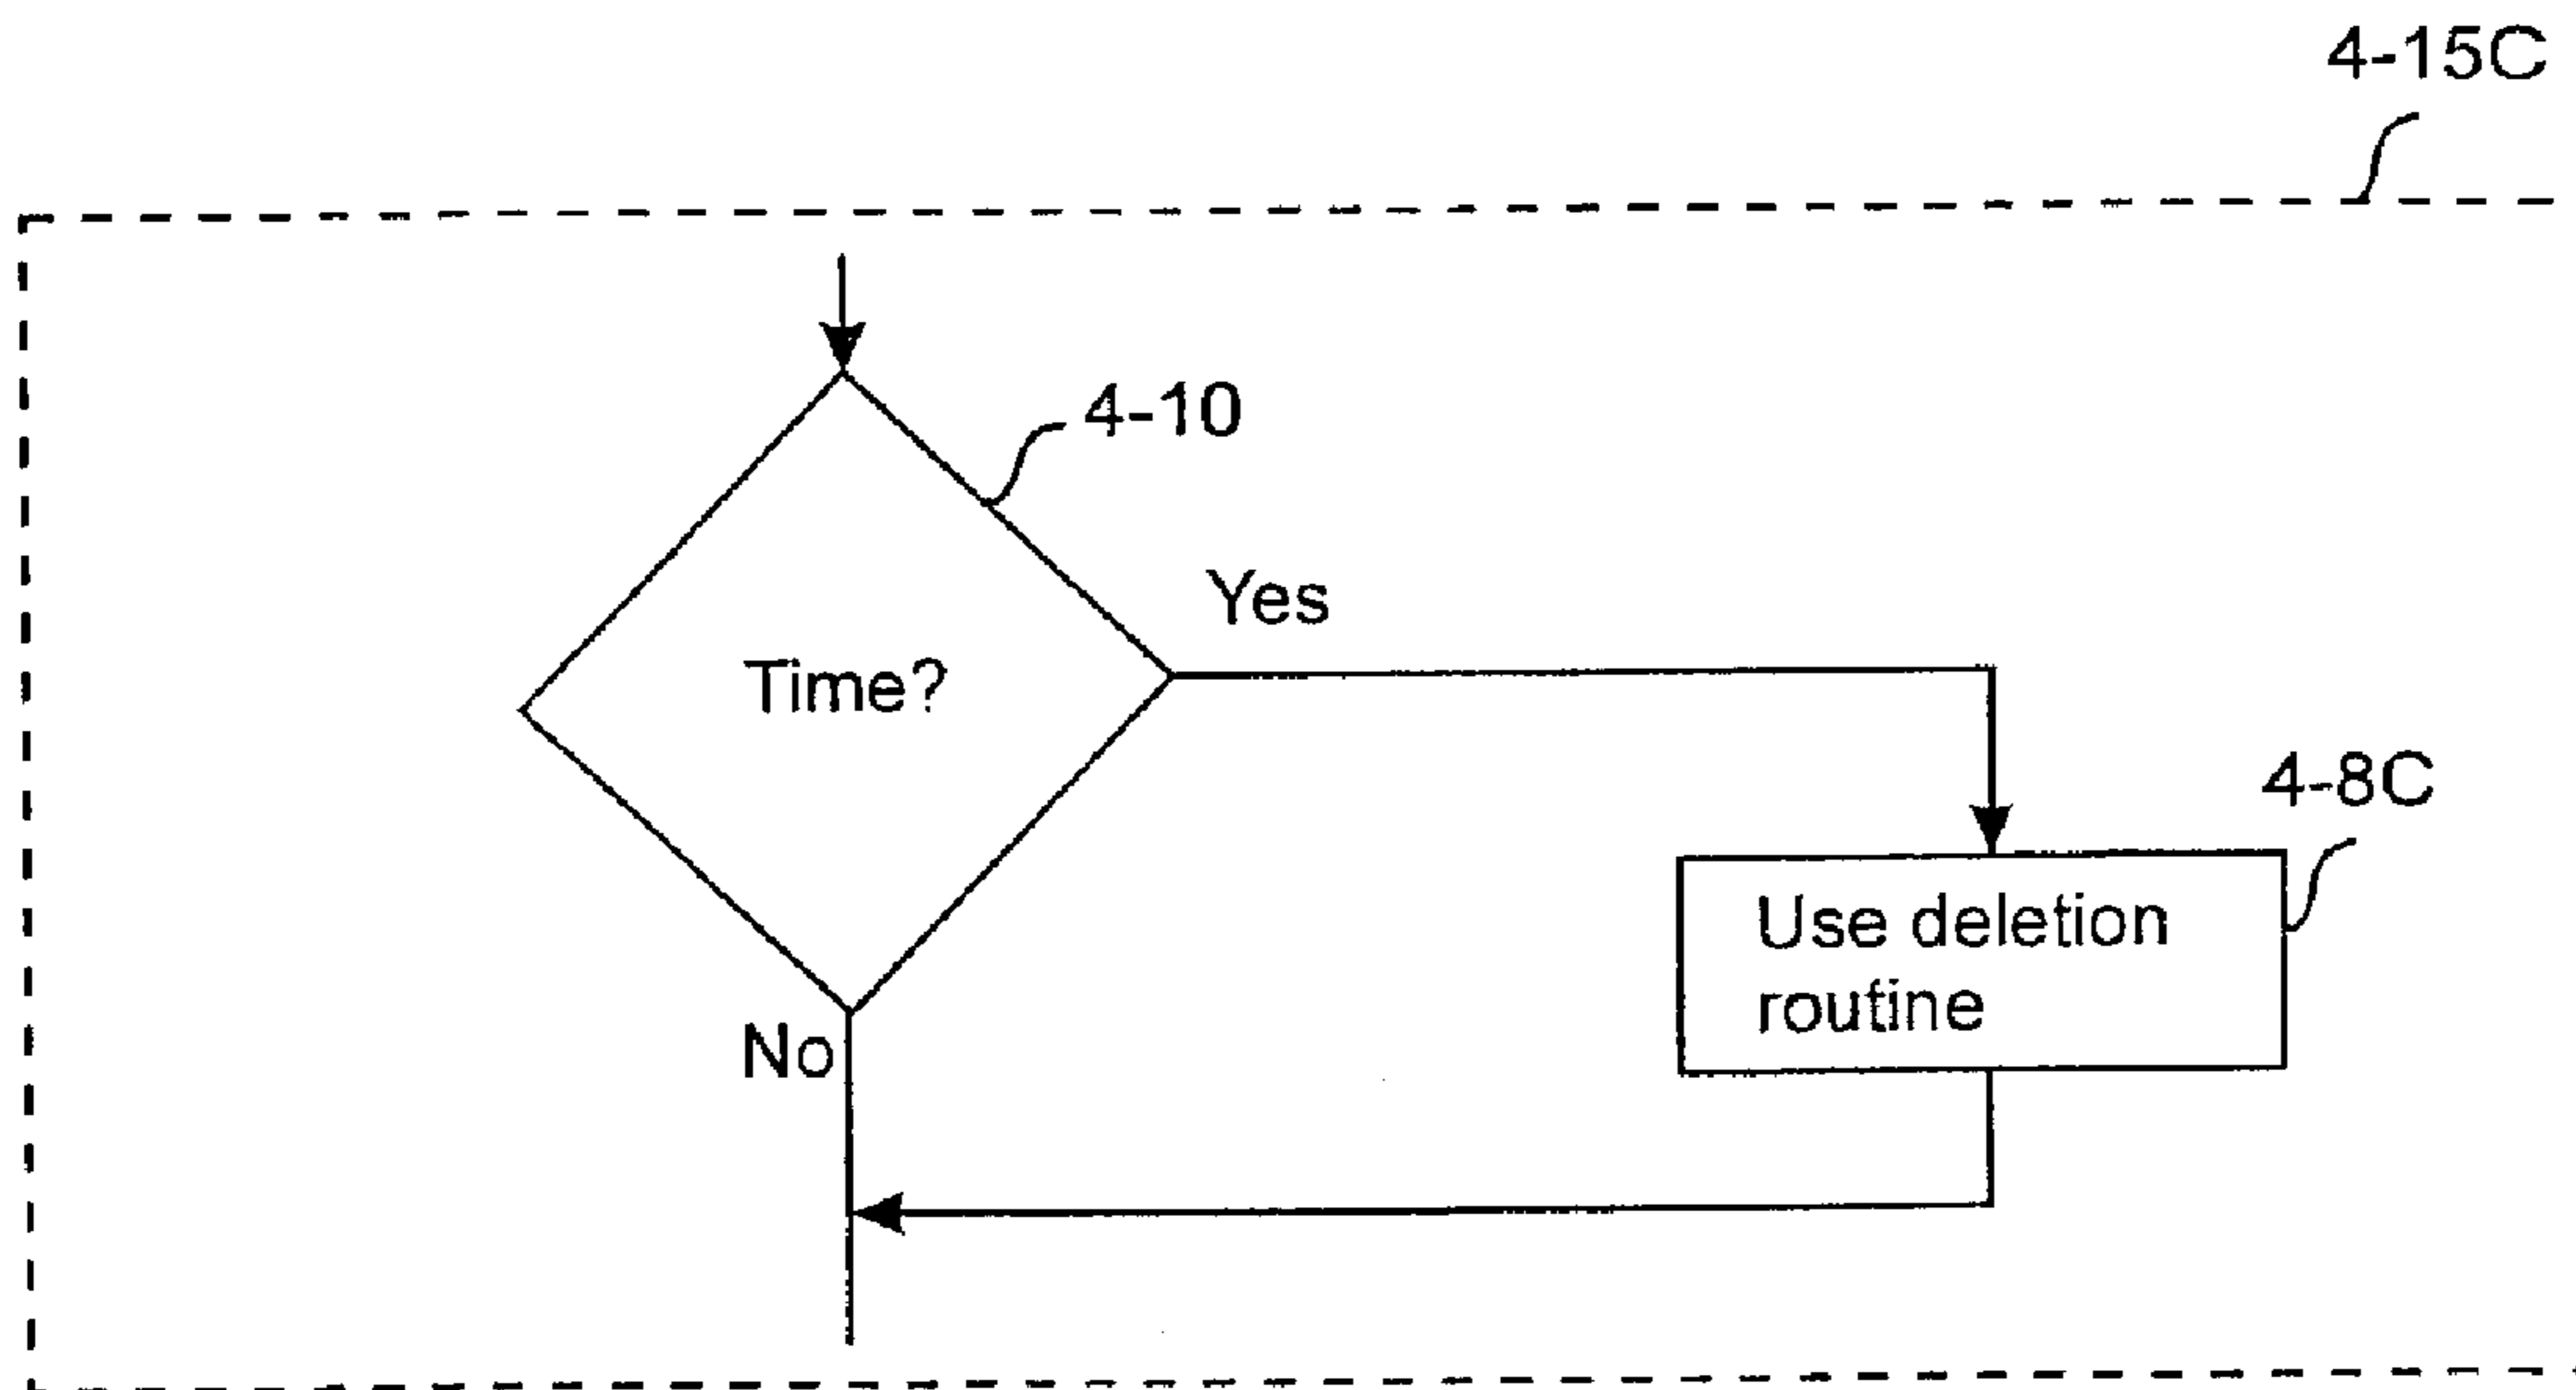 4-15C
4-10
Yes
Time?
4-8C
Use deletion
routine
No